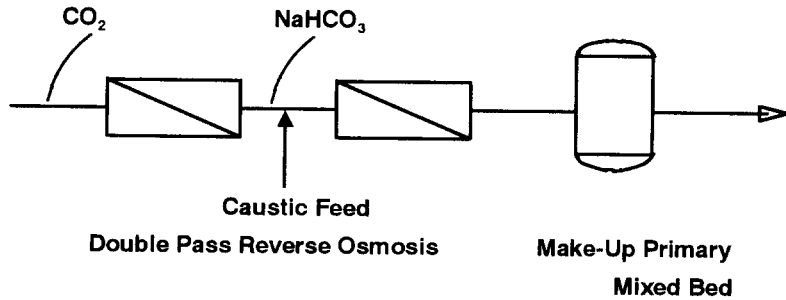 CO₂
NaHCO₃
Caustic Feed
Double Pass Reverse Osmosis
Make-Up Primary
Mixed Bed